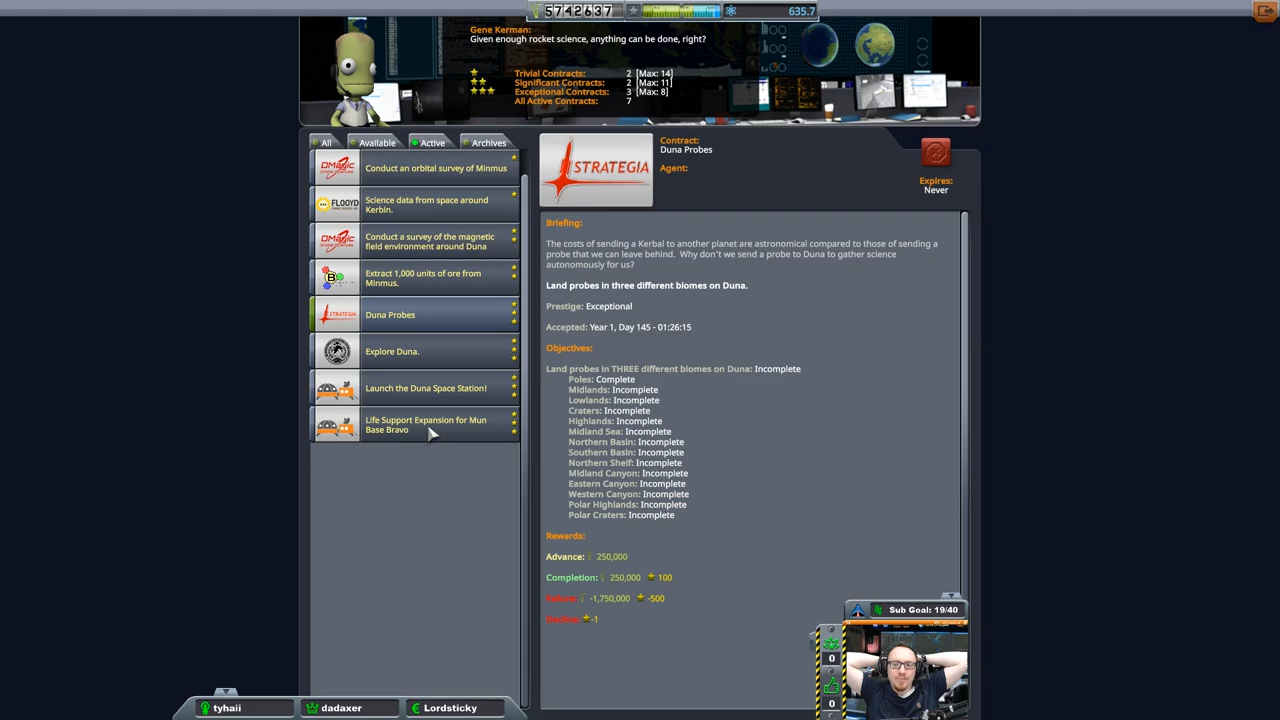 5742637
635.7
Gene Kerman:
Given enough rocket science, anything can be done, right?
Trivial Contracts: 2 [Max: 14]
Significant Contracts: 2 [Max: 11]
Exceptional Contracts: 3 [Max: 8]
All Active Contracts: 7
All
Available
Active
Archives
DMagic
Conduct an orbital survey of Minmus
FLOOYD
Science data from space around
Kerbin.
DMagic
Conduct a survey of the magnetic
field environment around Duna
B
Extract 1,000 units of ore from
Minmus.
STRATEGIA
Duna Probes
Explore Duna.
Launch the Duna Space Station!
Life Support Expansion for Mun
Base Bravo
STRATEGIA
Contract:
Duna Probes
Agent:
Expires:
Never
Briefing:
The costs of sending a Kerbal to another planet are astronomical compared to those of sending a
probe that we can leave behind. Why don't we send a probe to Duna to gather science
autonomously for us?
Land probes in three different biomes on Duna.
Prestige: Exceptional
Accepted: Year 1, Day 145 - 01:26:15
Objectives:
Land probes in THREE different biomes on Duna: Incomplete
Poles: Complete
Midlands: Incomplete
Lowlands: Incomplete
Craters: Incomplete
Highlands: Incomplete
Midland Sea: Incomplete
Northern Basin: Incomplete
Southern Basin: Incomplete
Northern Shelf: Incomplete
Midland Canyon: Incomplete
Eastern Canyon: Incomplete
Western Canyon: Incomplete
Polar Highlands: Incomplete
Polar Craters: Incomplete
Rewards:
Advance: 250,000
Completion: 250,000 100
Failure: -1,750,000 -500
Decline: -1
Sub Goal: 19/40
0
0
tyhaii
dadaxer
Lordsticky